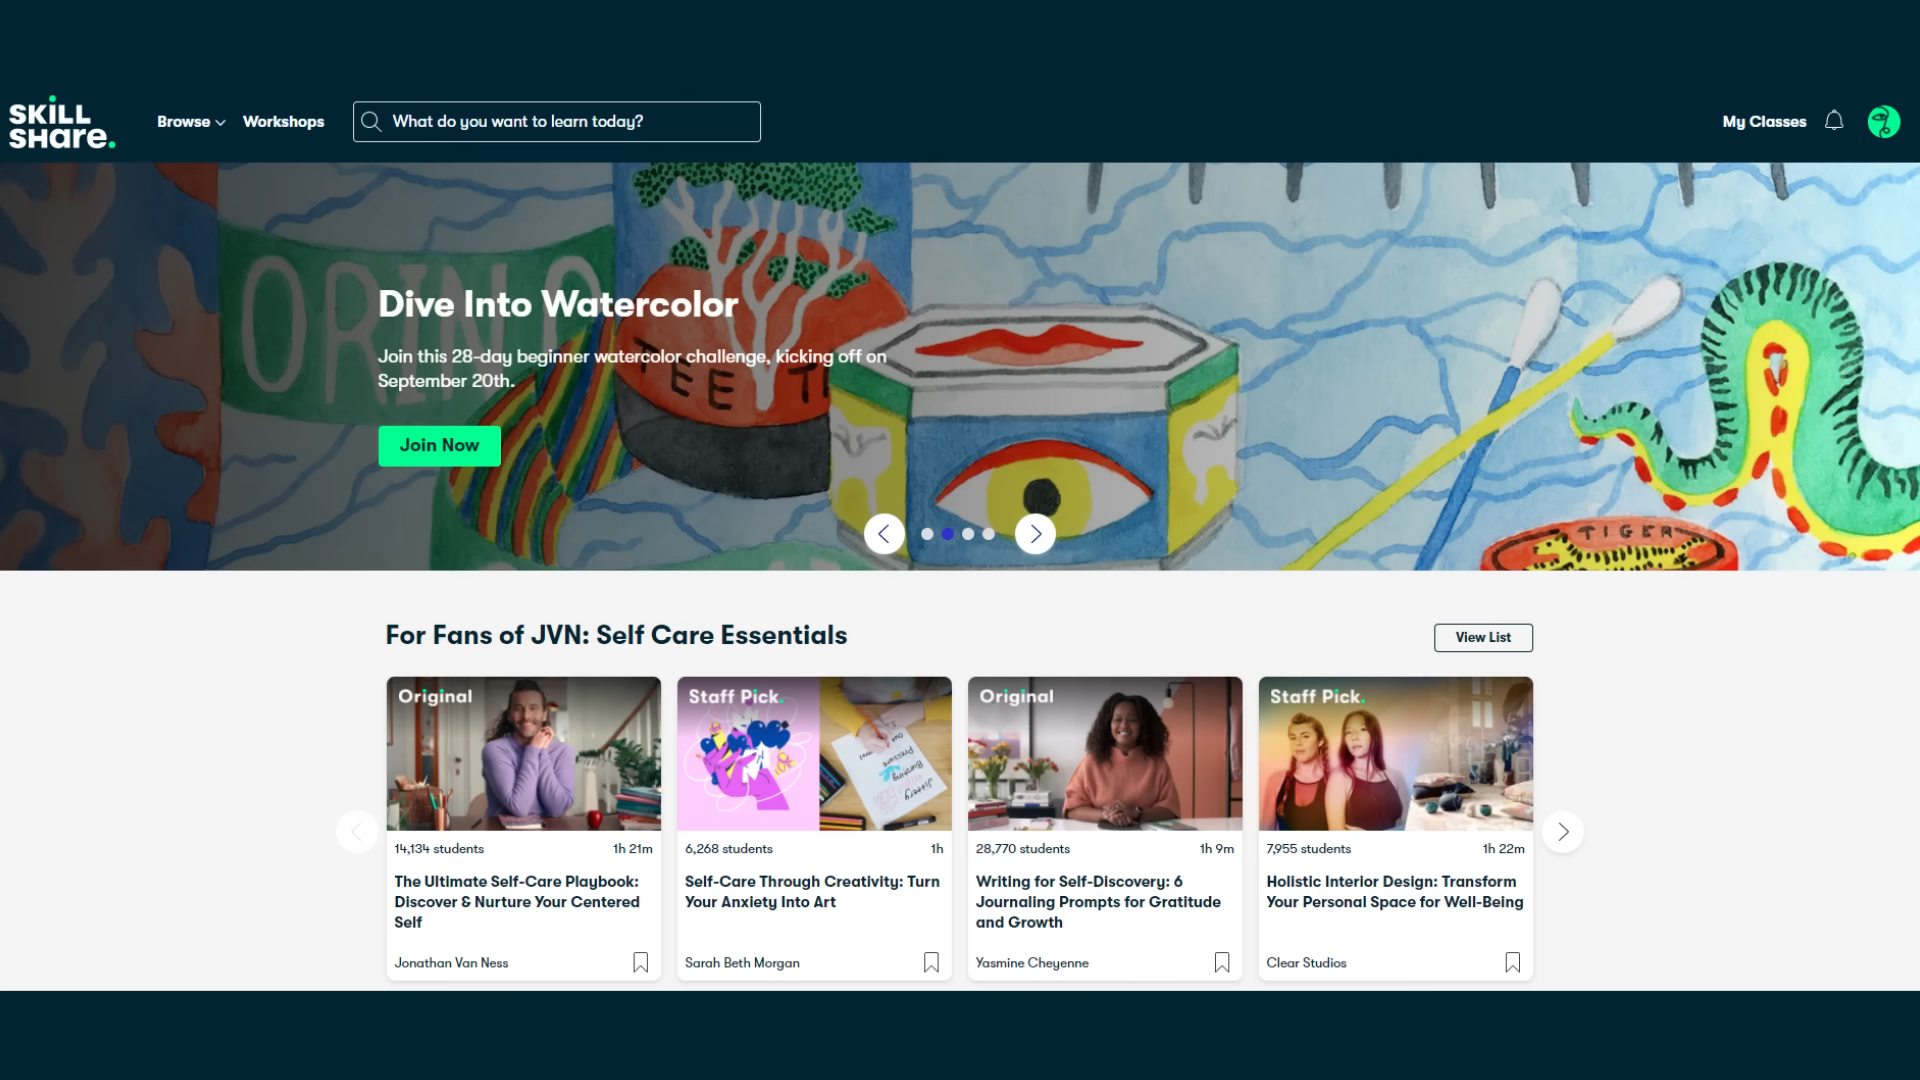 SKiLL
SHare.
Browse
Workshops
What do you want to learn today?
My Classes
ORINO
TEE T
Dive Into Watercolor
Join this 28-day beginner watercolor challenge, kicking off on
September 20th.
Join Now
TIGER
For Fans of JVN: Self Care Essentials
View List
Original
Staff Pick.
Original
Staff Pick.
Pressure
Bursting
Jittery
14,134 students
1h 21m
6,268 students
1h
28,770 students
1h 9m
7,955 students
1h 22m
The Ultimate Self-Care Playbook:
Discover & Nurture Your Centered
Self
Self-Care Through Creativity: Turn
Your Anxiety Into Art
Writing for Self-Discovery: 6
Journaling Prompts for Gratitude
and Growth
Holistic Interior Design: Transform
Your Personal Space for Well-Being
Jonathan Van Ness
Sarah Beth Morgan
Yasmine Cheyenne
Clear Studios